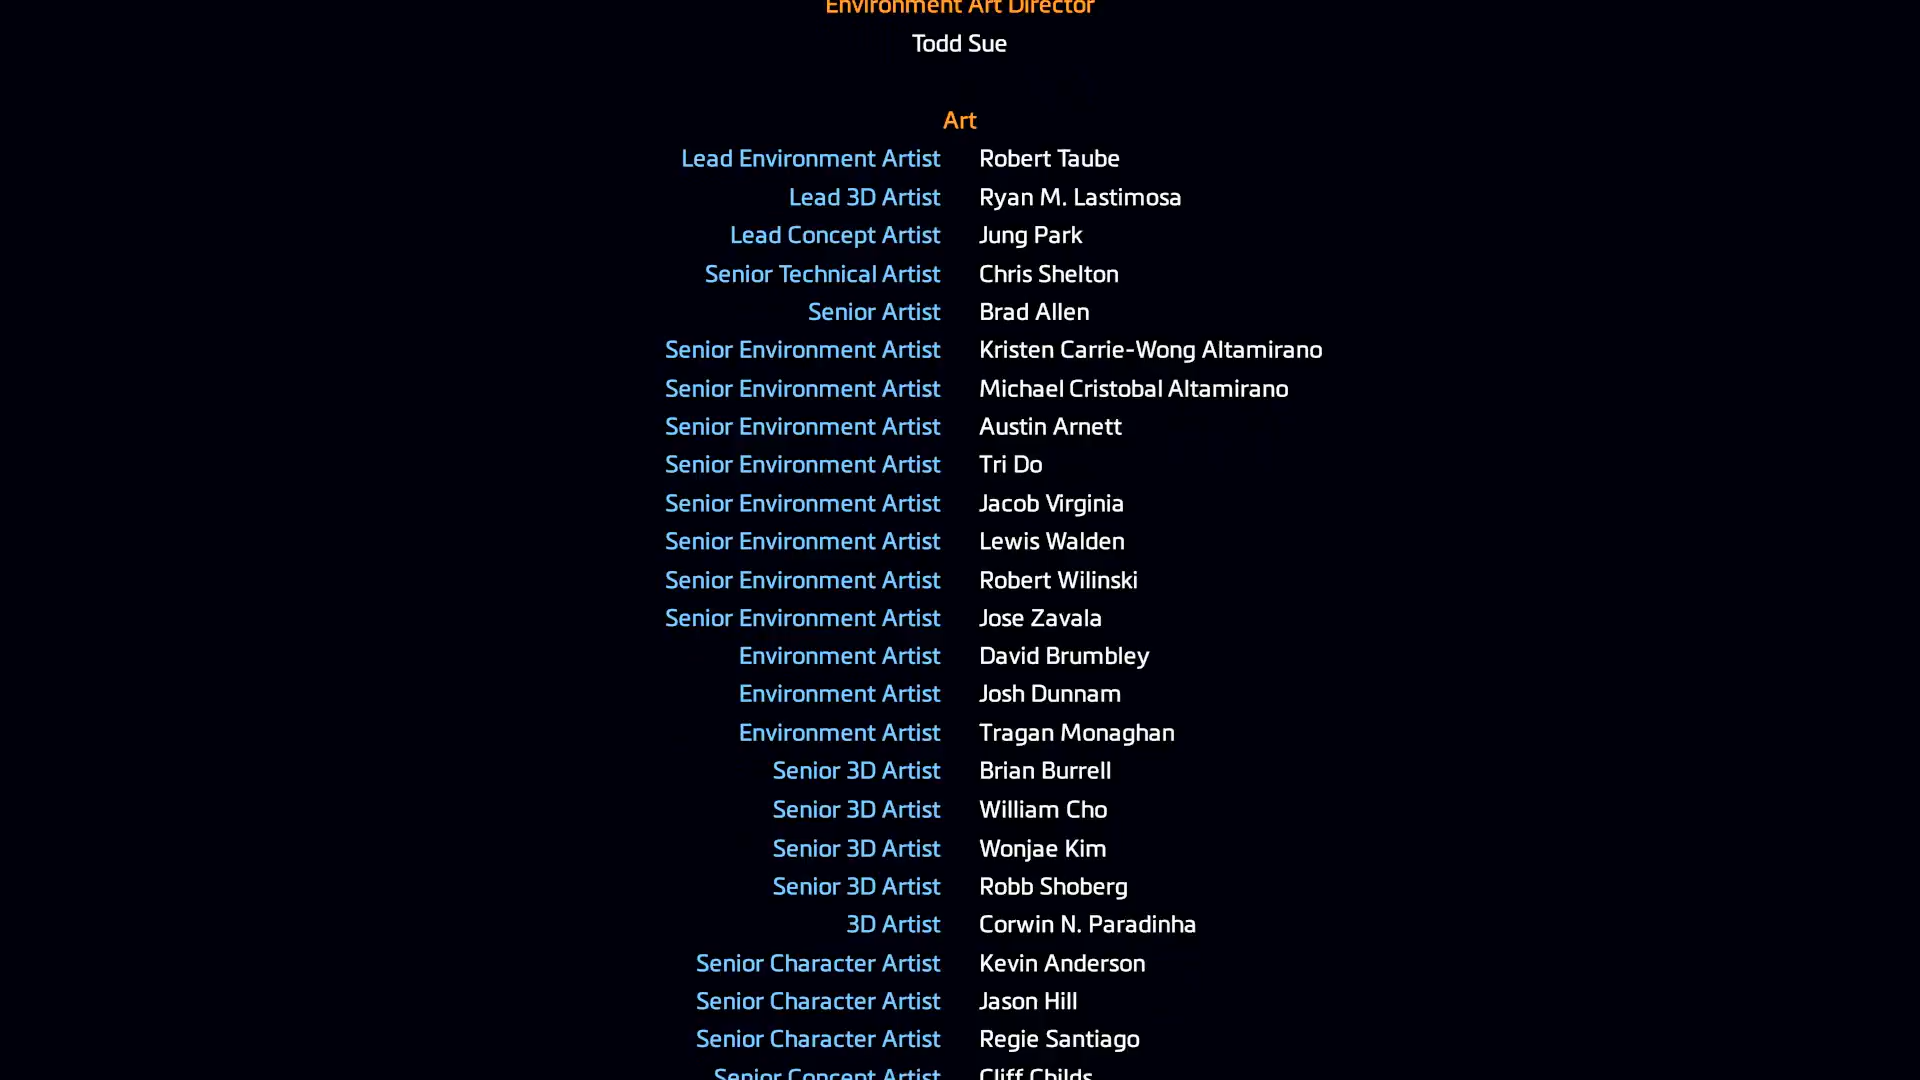 Environment Art Director
Todd Sue
Art
Lead Environment Artist Robert Taube
Lead 3D Artist Ryan M. Lastimosa
Lead Concept Artist Jung Park
Senior Technical Artist Chris Shelton
Senior Artist Brad Allen
Senior Environment Artist Kristen Carrie-Wong Altamirano
Senior Environment Artist Michael Cristobal Altamirano
Senior Environment Artist Austin Arnett
Senior Environment Artist Tri Do
Senior Environment Artist Jacob Virginia
Senior Environment Artist Lewis Walden
Senior Environment Artist Robert Wilinski
Senior Environment Artist Jose Zavala
Environment Artist David Brumbley
Environment Artist Josh Dunnam
Environment Artist Tragan Monaghan
Senior 3D Artist Brian Burrell
Senior 3D Artist William Cho
Senior 3D Artist Wonjae Kim
Senior 3D Artist Robb Shoberg
3D Artist Corwin N. Paradinha
Senior Character Artist Kevin Anderson
Senior Character Artist Jason Hill
Senior Character Artist Regie Santiago
Senior Concept Artist Cliff Childs